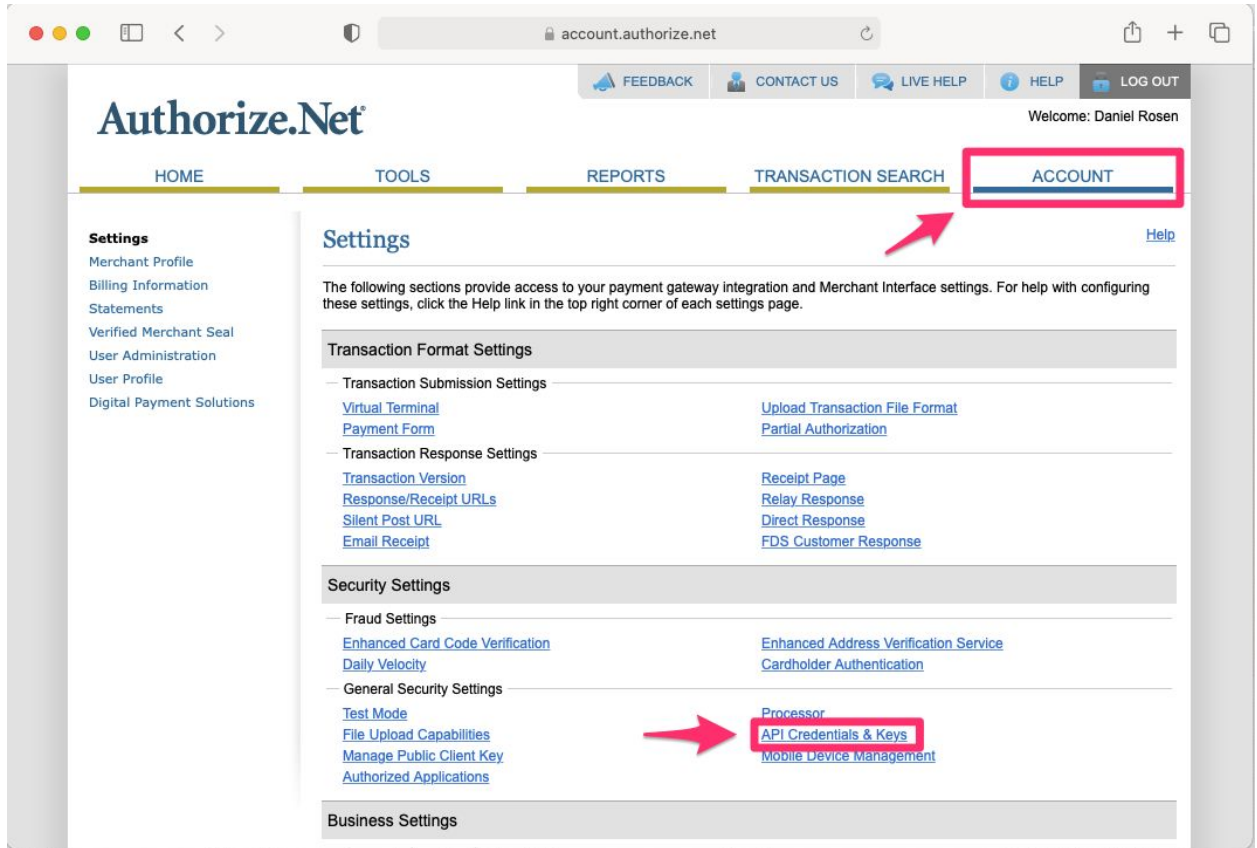 account.authorize.net
FEEDBACK
CONTACT US
LIVE HELP
HELP
LOG OUT
Authorize.Net
Welcome: Daniel Rosen
HOME
TOOLS
REPORTS
TRANSACTION SEARCH
ACCOUNT
Settings
Merchant Profile
Billing Information
Statements
Verified Merchant Seal
User Administration
User Profile
Digital Payment Solutions
Settings
Help
The following sections provide access to your payment gateway integration and Merchant Interface settings. For help with configuring
these settings, click the Help link in the top right corner of each settings page.
Transaction Format Settings
Transaction Submission Settings
Virtual Terminal
Upload Transaction File Format
Payment Form
Partial Authorization
Transaction Response Settings
Transaction Version
Receipt Page
Response/Receipt URLs
Relay Response
Silent Post URL
Direct Response
Email Receipt
FDS Customer Response
Security Settings
Fraud Settings
Enhanced Card Code Verification
Enhanced Address Verification Service
Daily Velocity
Cardholder Authentication
General Security Settings
Test Mode
Processor
File Upload Capabilities
API Credentials & Keys
Manage Public Client Key
Mobile Device Management
Authorized Applications
Business Settings